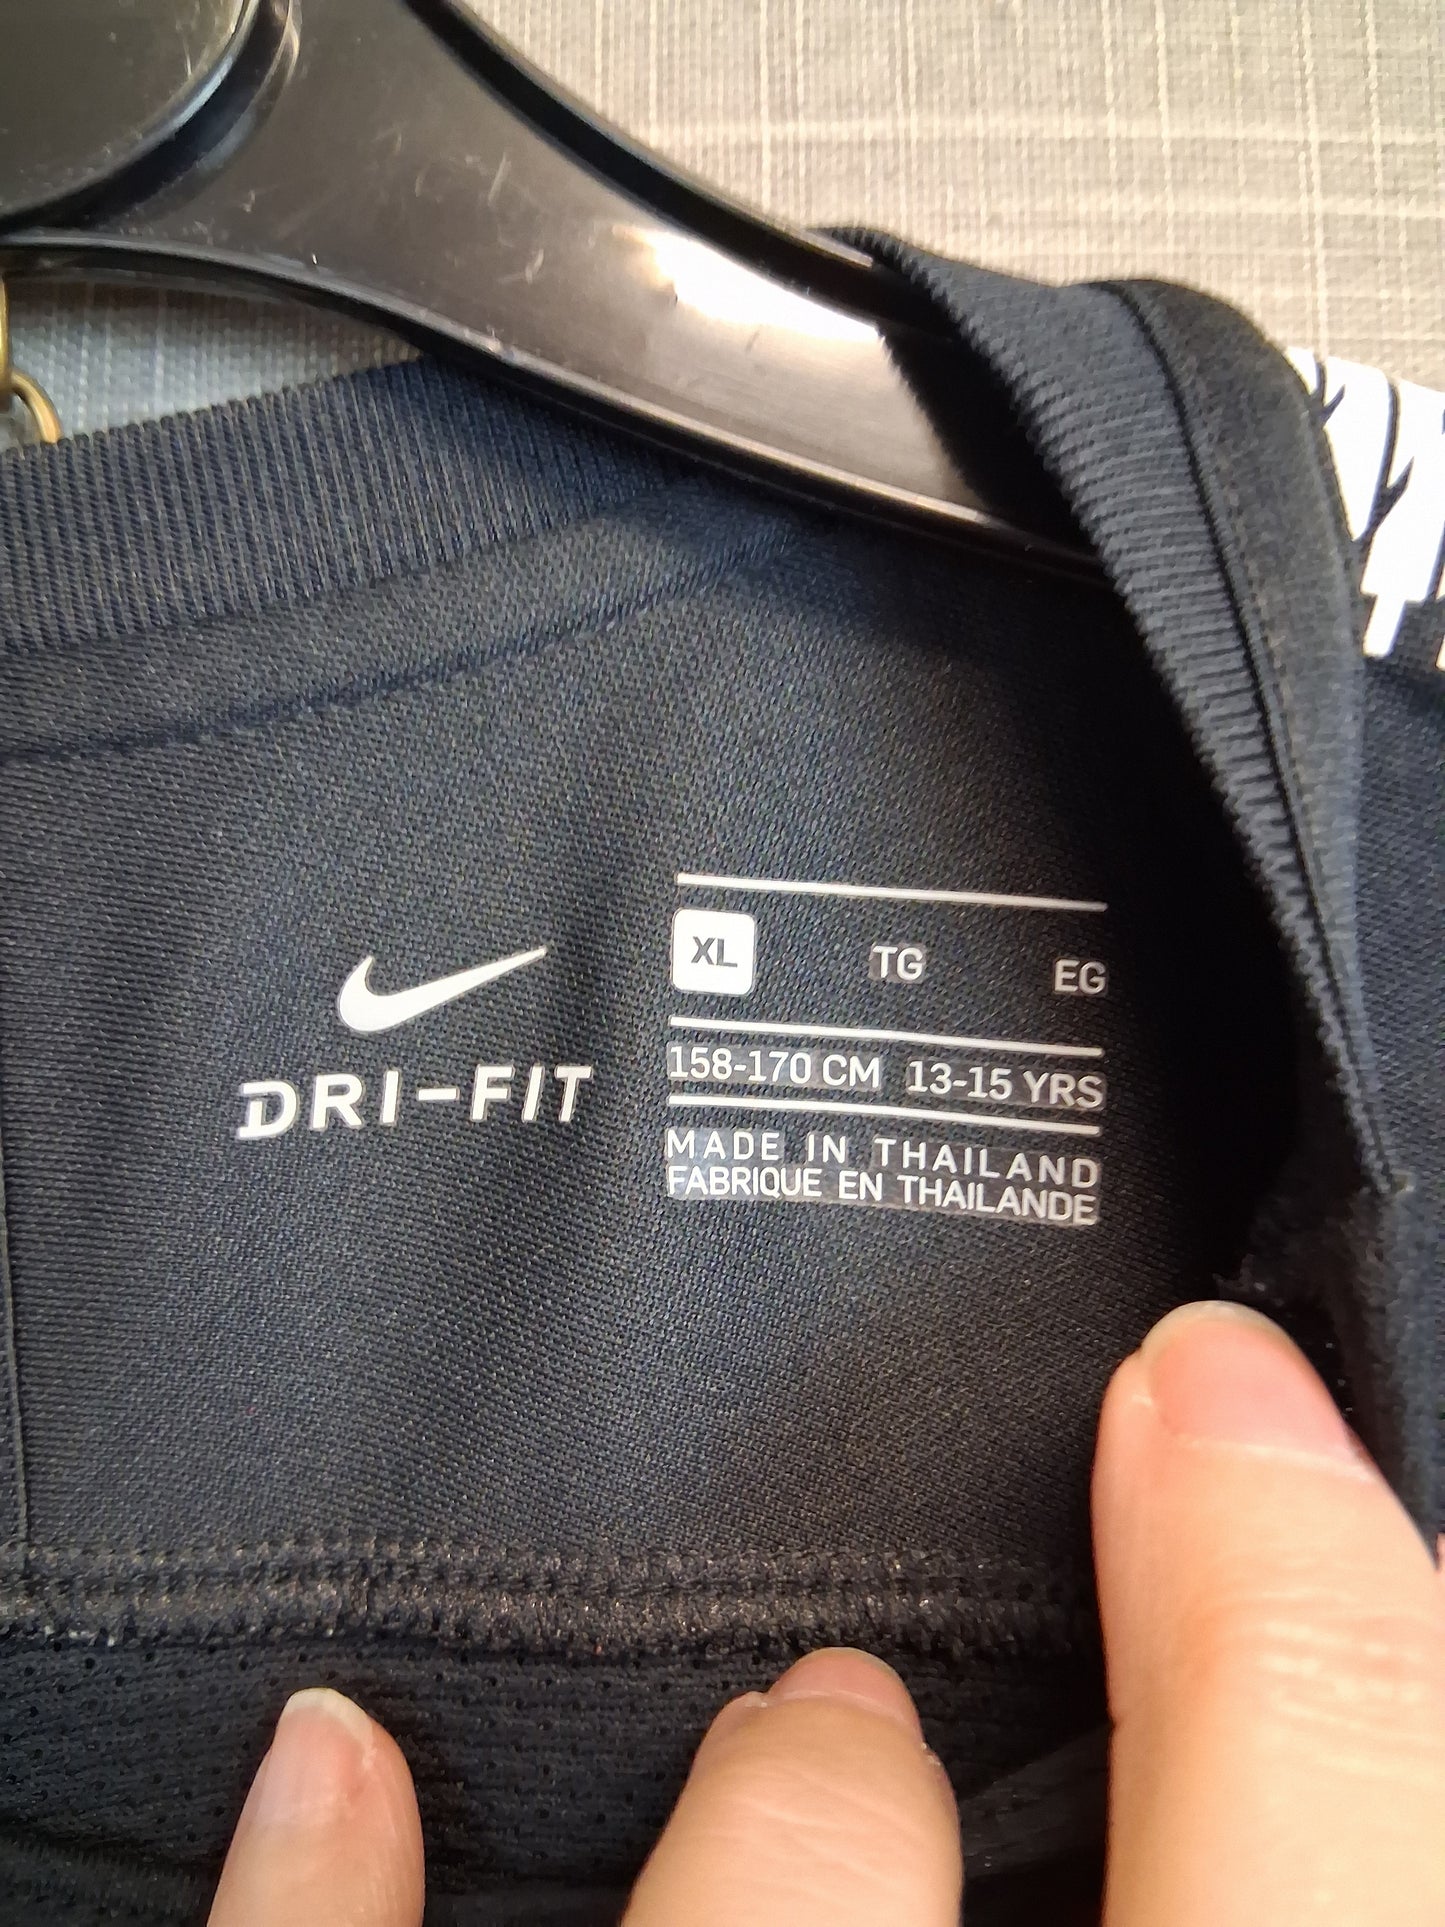 DRI-FIT
XL TG EG
158-170 CM 13-15 YRS
MADE IN THAILAND
FABRIQUE EN THAILANDE